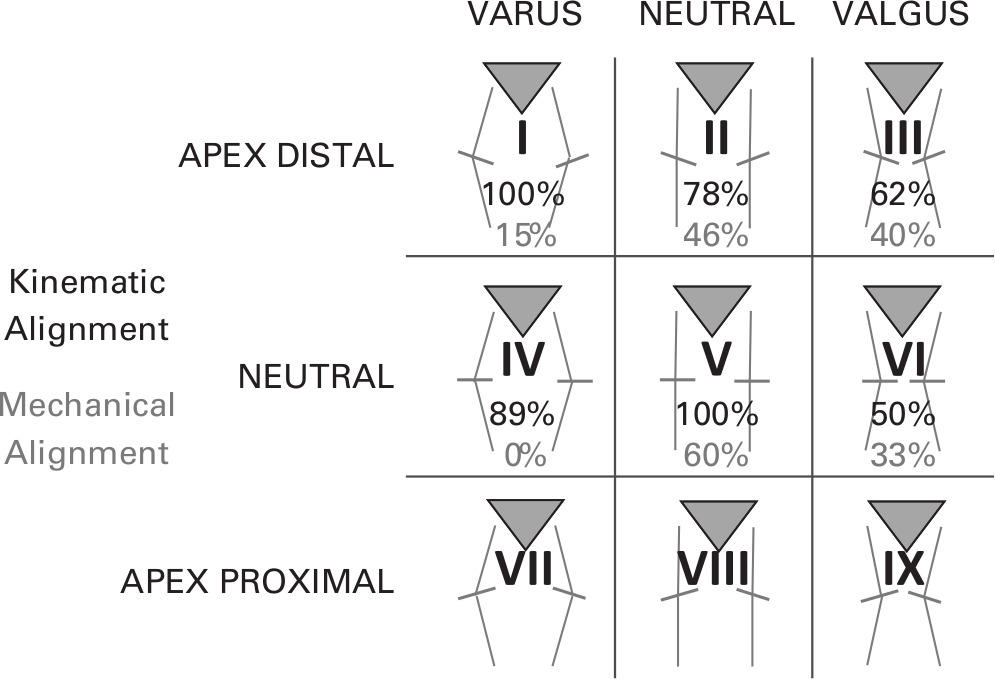 VARUS NEUTRAL VALGUS
APEX DISTAL
I II III
100% 78% 62%
15% 46% 40%
Kinematic
Alignment
Mechanical
Alignment
NEUTRAL
IV V VI
89% 100% 50%
0% 60% 33%
APEX PROXIMAL
VII VIII IX